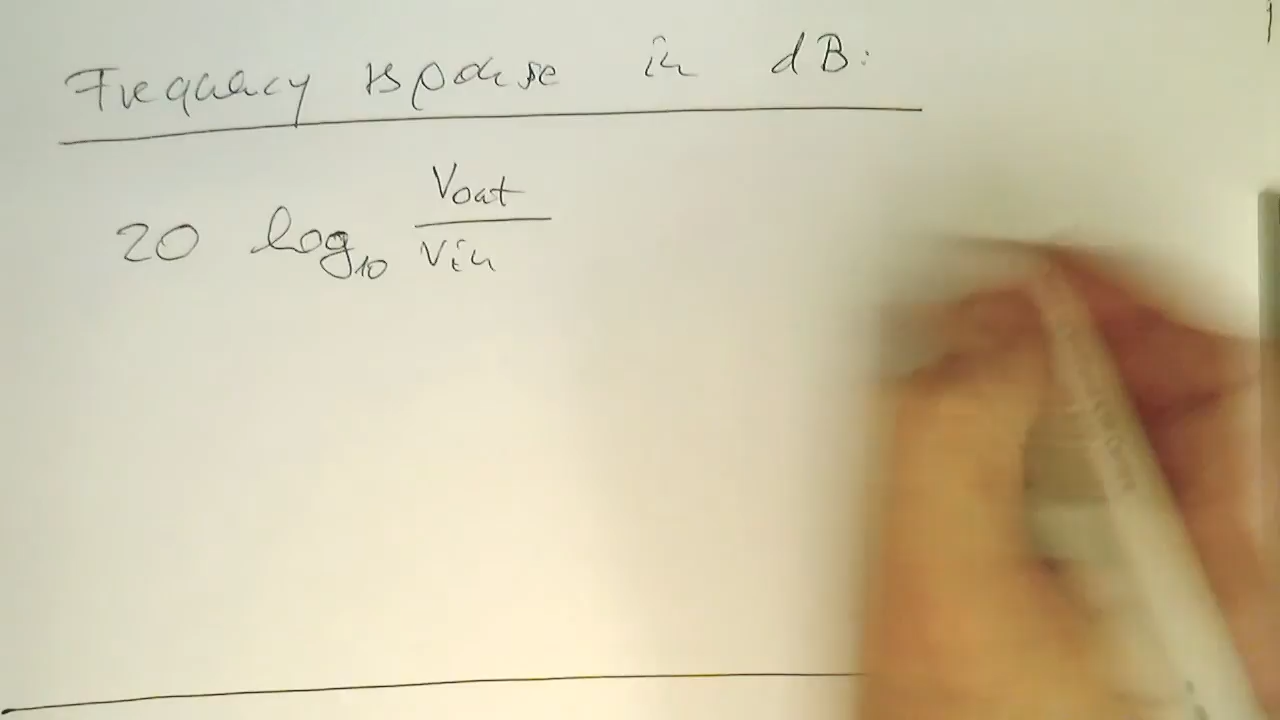 Frequency response in dB:
20 log₁₀ Vout / Vin